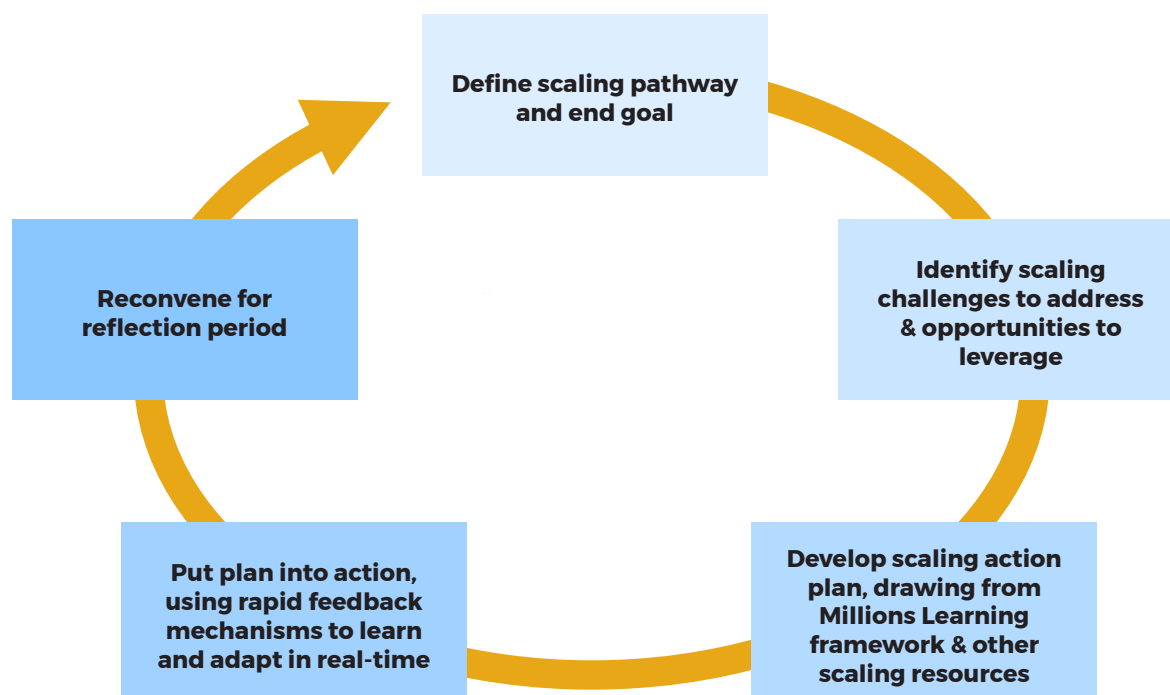 Define scaling pathway
and end goal
Identify scaling
challenges to address
& opportunities to
leverage
Develop scaling action
plan, drawing from
Millions Learning
framework & other
scaling resources
Put plan into action,
using rapid feedback
mechanisms to learn
and adapt in real-time
Reconvene for
reflection period